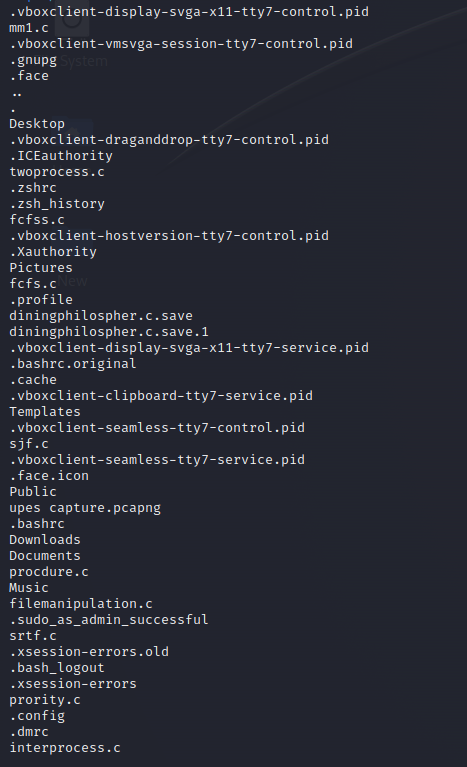 .vboxclient-display-svga-x11-tty7-control.pid
mm1.c
.vboxclient-vmsvga-session-tty7-control.pid
System
.gnupg
.face
..
.
Desktop
.vboxclient-draganddrop-tty7-control.pid
.ICEauthority
twoprocess.c
.zshrc
.zsh_history
fcfss.c
.vboxclient-hostversion-tty7-control.pid
.Xauthority
Pictures
New
fcfs.c
.profile
diningphilospher.c.save
diningphilospher.c.save.1
.vboxclient-display-svga-x11-tty7-service.pid
.bashrc.original
.cache
.vboxclient-clipboard-tty7-service.pid
Templates
.vboxclient-seamless-tty7-control.pid
sjf.c
.vboxclient-seamless-tty7-service.pid
.face.icon
Public
upes capture.pcapng
.bashrc
Downloads
Documents
procdure.c
Music
filemanipulation.c
.sudo_as_admin_successful
srtf.c
.xsession-errors.old
.bash_logout
.xsession-errors
prority.c
.config
.dmrc
interprocess.c